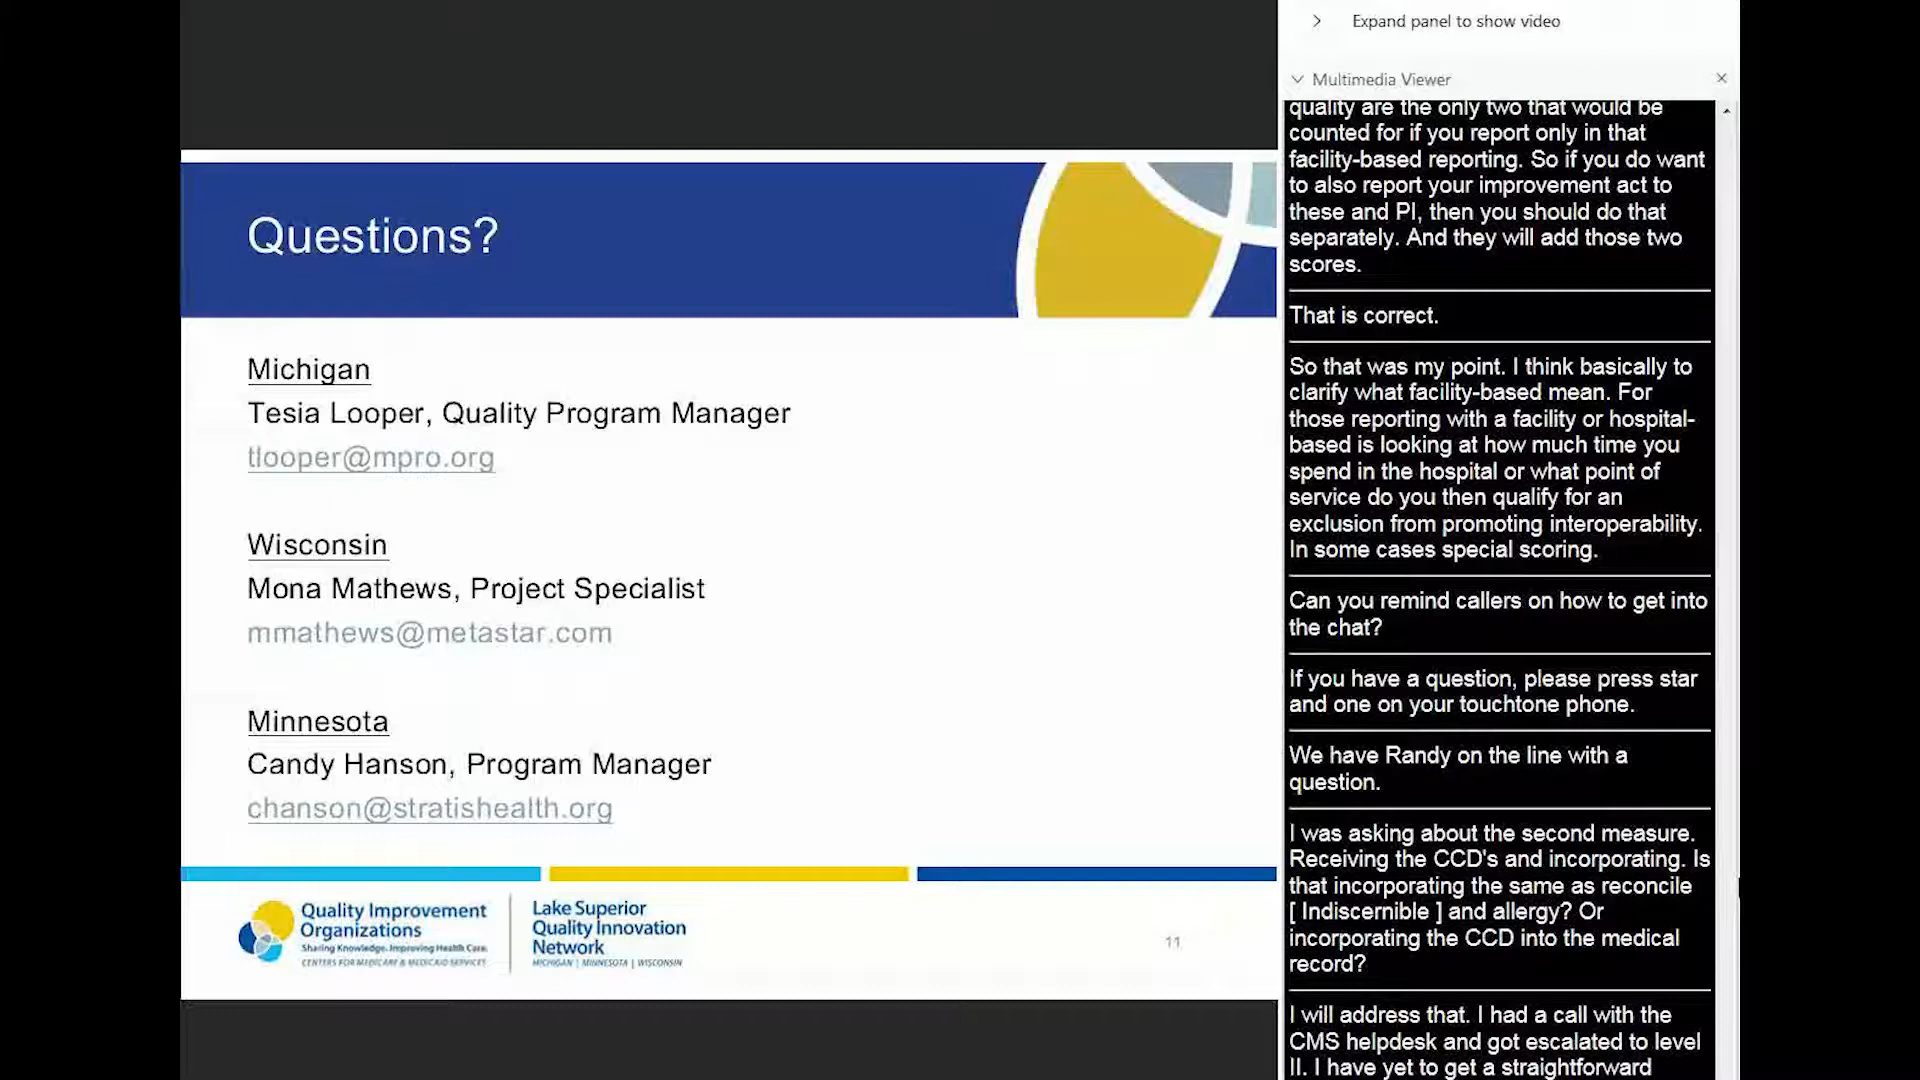 Questions?
Michigan
Tesia Looper, Quality Program Manager
tlooper@mpro.org
Wisconsin
Mona Mathews, Project Specialist
mmathews@metastar.com
Minnesota
Candy Hanson, Program Manager
chanson@stratishealth.org
Quality Improvement
Organizations
Sharing Knowledge. Improving Health Care.
CENTERS FOR MEDICARE & MEDICAID SERVICES
Lake Superior
Quality Innovation
Network
MICHIGAN | MINNESOTA | WISCONSIN
11
Expand panel to show video
Multimedia Viewer
quality are the only two that would be
counted for if you report only in that
facility-based reporting. So if you do want
to also report your improvement act to
these and PI, then you should do that
separately. And they will add those two
scores.
That is correct.
So that was my point. I think basically to
clarify what facility-based mean. For
those reporting with a facility or hospital-
based is looking at how much time you
spend in the hospital or what point of
service do you then qualify for an
exclusion from promoting interoperability.
In some cases special scoring.
Can you remind callers on how to get into
the chat?
If you have a question, please press star
and one on your touchtone phone.
We have Randy on the line with a
question.
I was asking about the second measure.
Receiving the CCD's and incorporating. Is
that incorporating the same as reconcile
[ Indiscernible ] and allergy? Or
incorporating the CCD into the medical
record?
I will address that. I had a call with the
CMS helpdesk and got escalated to level
II. I have yet to get a straightforward